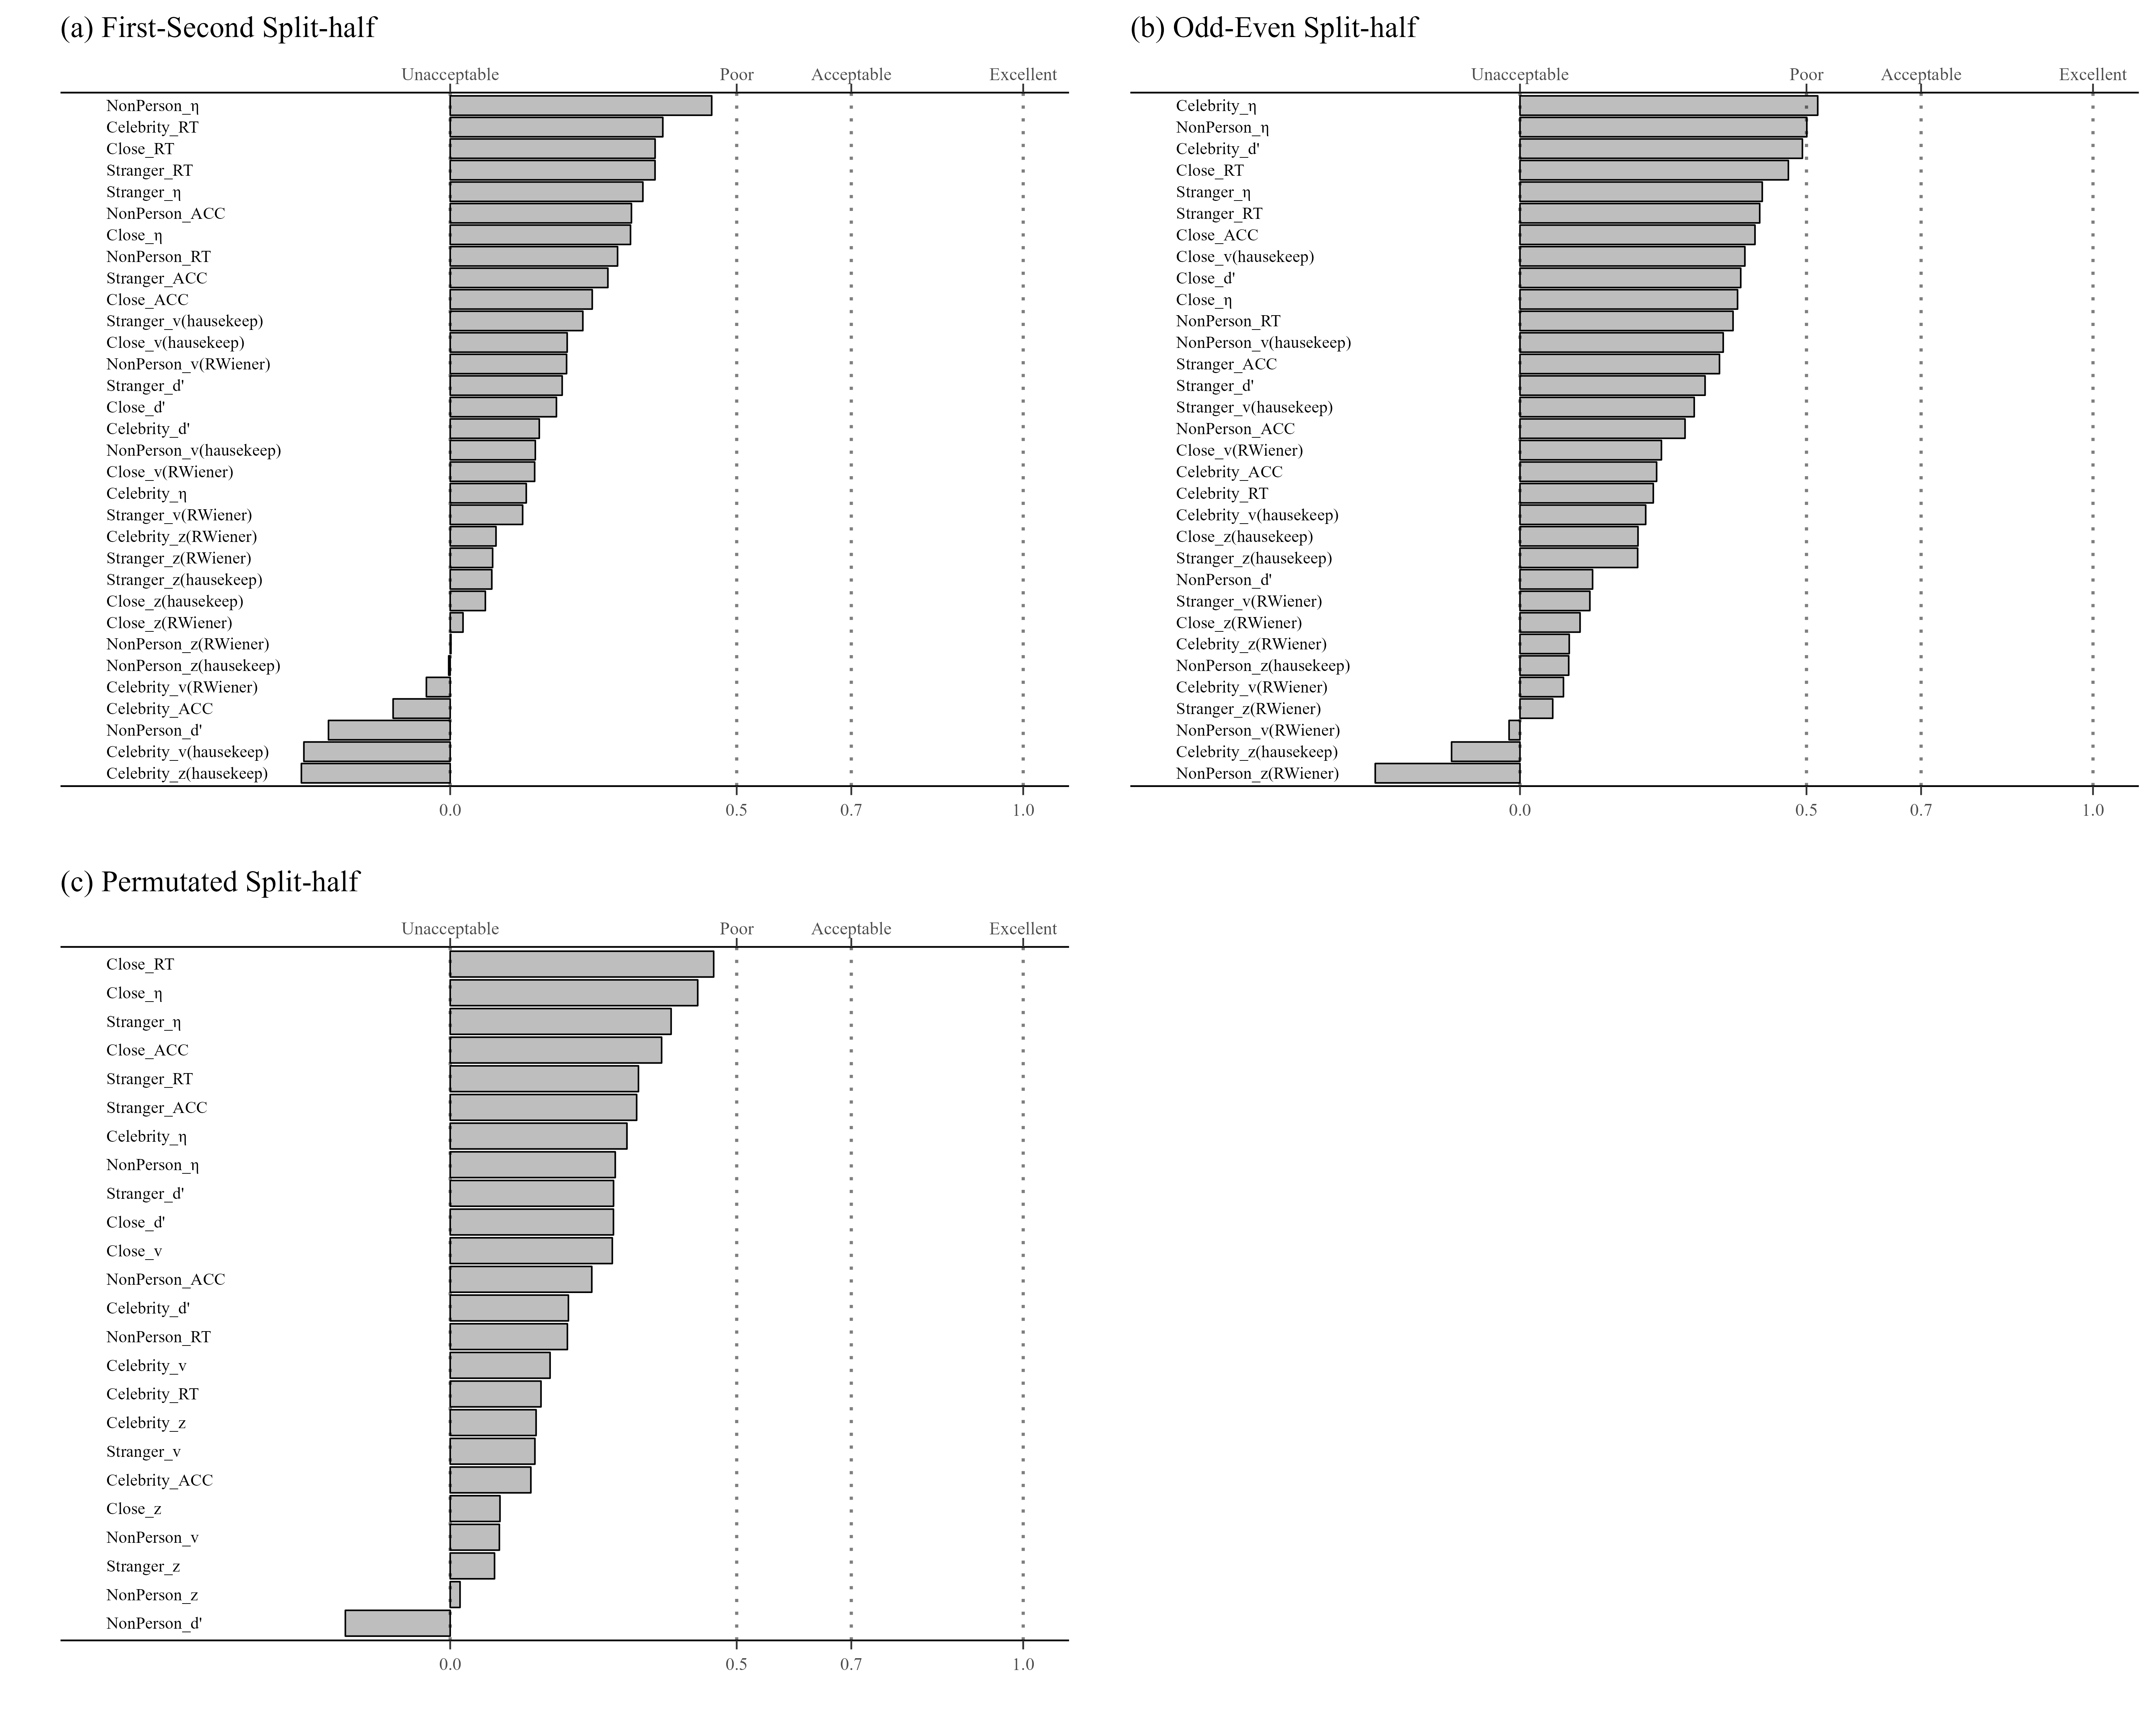 (a) First-Second Split-half
Unacceptable Poor Acceptable Excellent
NonPerson_η
Celebrity_RT
Close_RT
Stranger_RT
Stranger_η
NonPerson_ACC
Close_η
NonPerson_RT
Stranger_ACC
Close_ACC
Stranger_v(hausekeep)
Close_v(hausekeep)
NonPerson_v(RWiener)
Stranger_d'
Close_d'
Celebrity_d'
NonPerson_v(hausekeep)
Close_v(RWiener)
Celebrity_η
Stranger_v(RWiener)
Celebrity_z(RWiener)
Stranger_z(RWiener)
Stranger_z(hausekeep)
Close_z(hausekeep)
Close_z(RWiener)
NonPerson_z(RWiener)
NonPerson_z(hausekeep)
Celebrity_v(RWiener)
Celebrity_ACC
NonPerson_d'
Celebrity_v(hausekeep)
Celebrity_z(hausekeep)
0.0 0.5 0.7 1.0
(b) Odd-Even Split-half
Unacceptable Poor Acceptable Excellent
Celebrity_η
NonPerson_η
Celebrity_d'
Close_RT
Stranger_η
Stranger_RT
Close_ACC
Close_v(hausekeep)
Close_d'
Close_η
NonPerson_RT
NonPerson_v(hausekeep)
Stranger_ACC
Stranger_d'
Stranger_v(hausekeep)
NonPerson_ACC
Close_v(RWiener)
Celebrity_ACC
Celebrity_RT
Celebrity_v(hausekeep)
Close_z(hausekeep)
Stranger_z(hausekeep)
NonPerson_d'
Stranger_v(RWiener)
Close_z(RWiener)
Celebrity_z(RWiener)
NonPerson_z(hausekeep)
Celebrity_v(RWiener)
Stranger_z(RWiener)
NonPerson_v(RWiener)
Celebrity_z(hausekeep)
NonPerson_z(RWiener)
0.0 0.5 0.7 1.0
(c) Permutated Split-half
Unacceptable Poor Acceptable Excellent
Close_RT
Close_η
Stranger_η
Close_ACC
Stranger_RT
Stranger_ACC
Celebrity_η
NonPerson_η
Stranger_d'
Close_d'
Close_v
NonPerson_ACC
Celebrity_d'
NonPerson_RT
Celebrity_v
Celebrity_RT
Celebrity_z
Stranger_v
Celebrity_ACC
Close_z
NonPerson_v
Stranger_z
NonPerson_z
NonPerson_d'
0.0 0.5 0.7 1.0